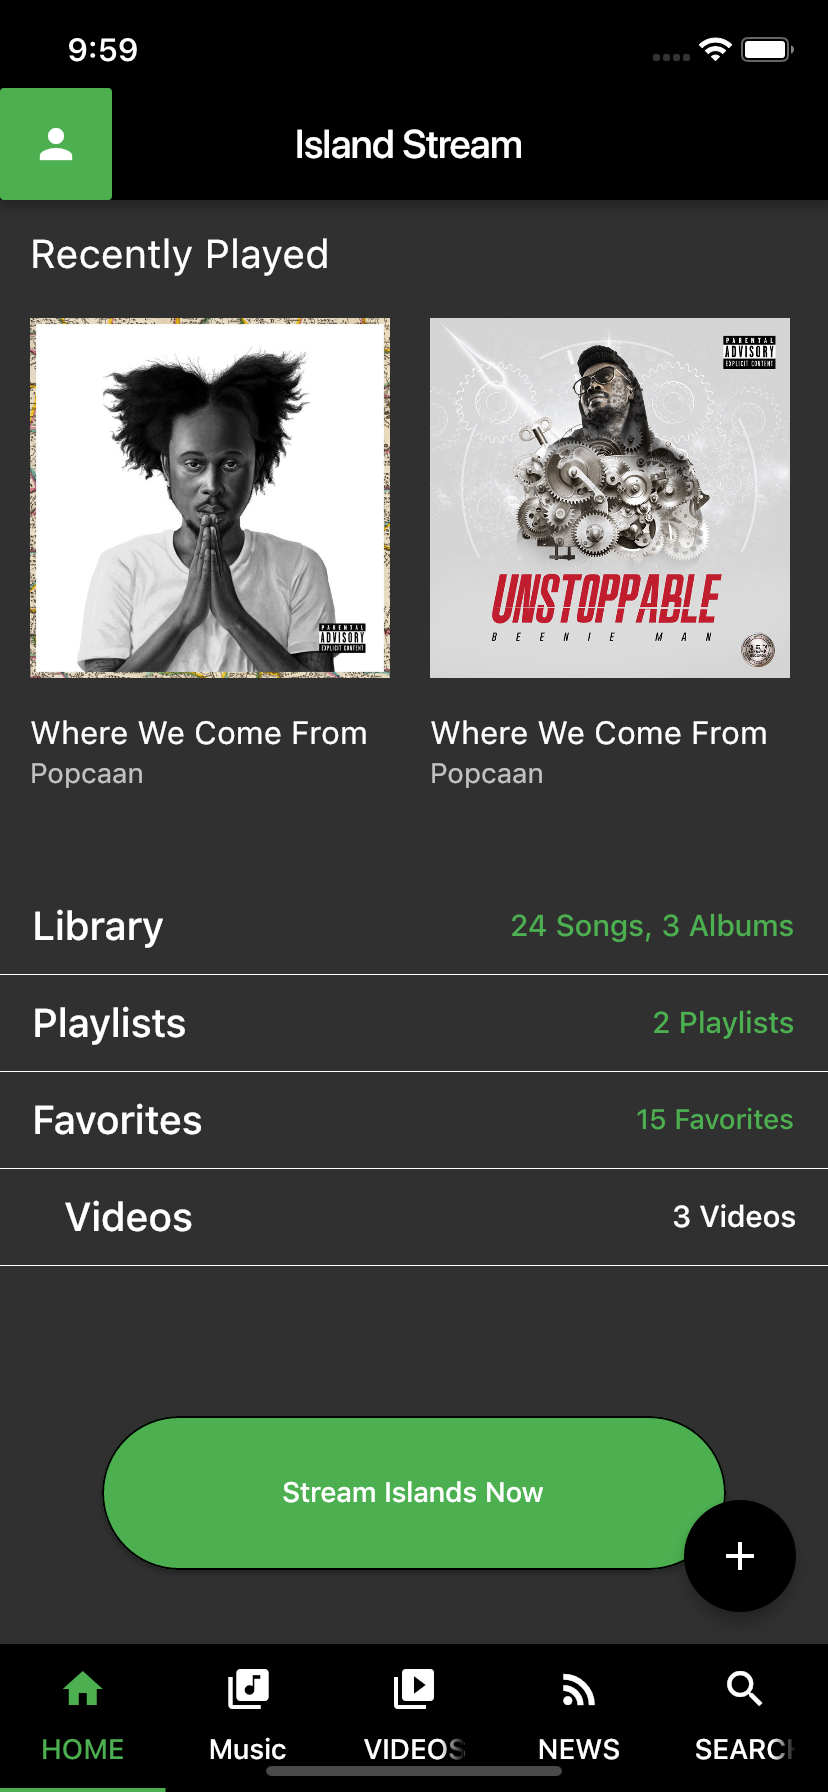 9:59
Island Stream
Recently Played
PARENTAL
ADVISORY
EXPLICIT CONTENT
PARENTAL
ADVISORY
EXPLICIT CONTENT
UNSTOPPABLE
BEENIE MAN
Where We Come From
Popcaan
Where We Come From
Popcaan
Library 24 Songs, 3 Albums
Playlists 2 Playlists
Favorites 15 Favorites
Videos 3 Videos
Stream Islands Now
+
HOME Music VIDEOS NEWS SEARCH